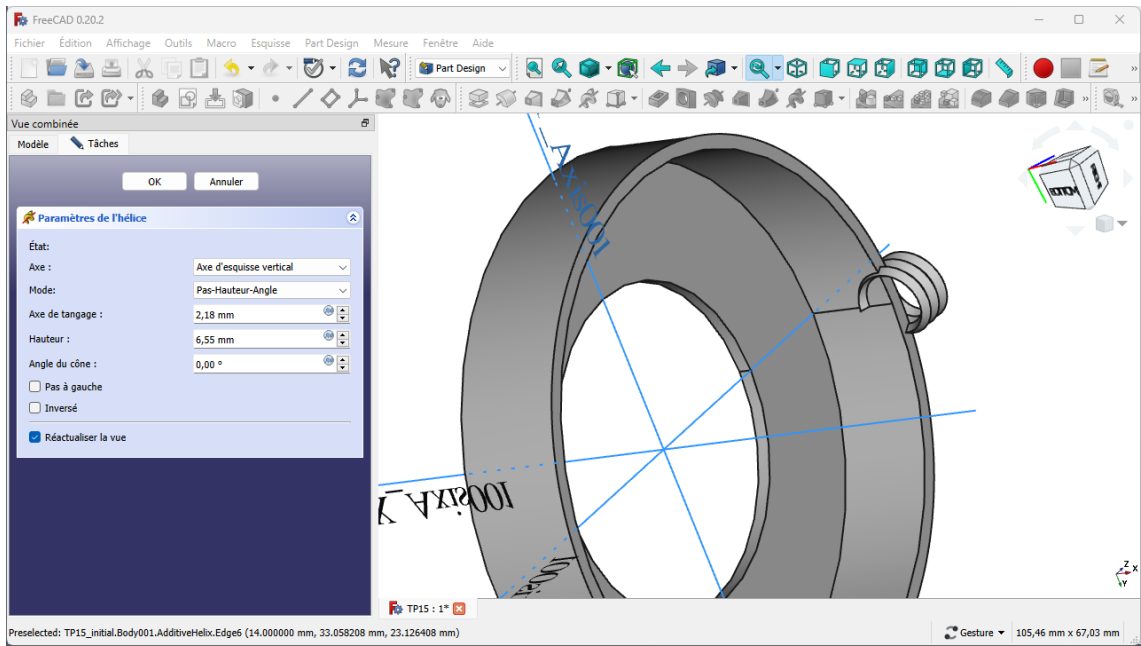 FreeCAD 0.20.2
Fichier Édition Affichage Outils Macro Esquisse Part Design Mesure Fenêtre Aide
Part Design
Vue combinée
Modèle Tâches
OK Annuler
Paramètres de l'hélice
État:
Axe : Axe d'esquisse vertical
Mode: Pas-Hauteur-Angle
Axe de tangage : 2,18 mm
Hauteur : 6,55 mm
Angle du cône : 0,00 °
Pas à gauche
Inversé
Réactualiser la vue
BOTTOM
Z X
Y
TP15 : 1*
Preselected: TP15_initial.Body001.AdditiveHelix.Edge6 (14.000000 mm, 33.058208 mm, 23.126408 mm) Gesture 105,46 mm x 67,03 mm